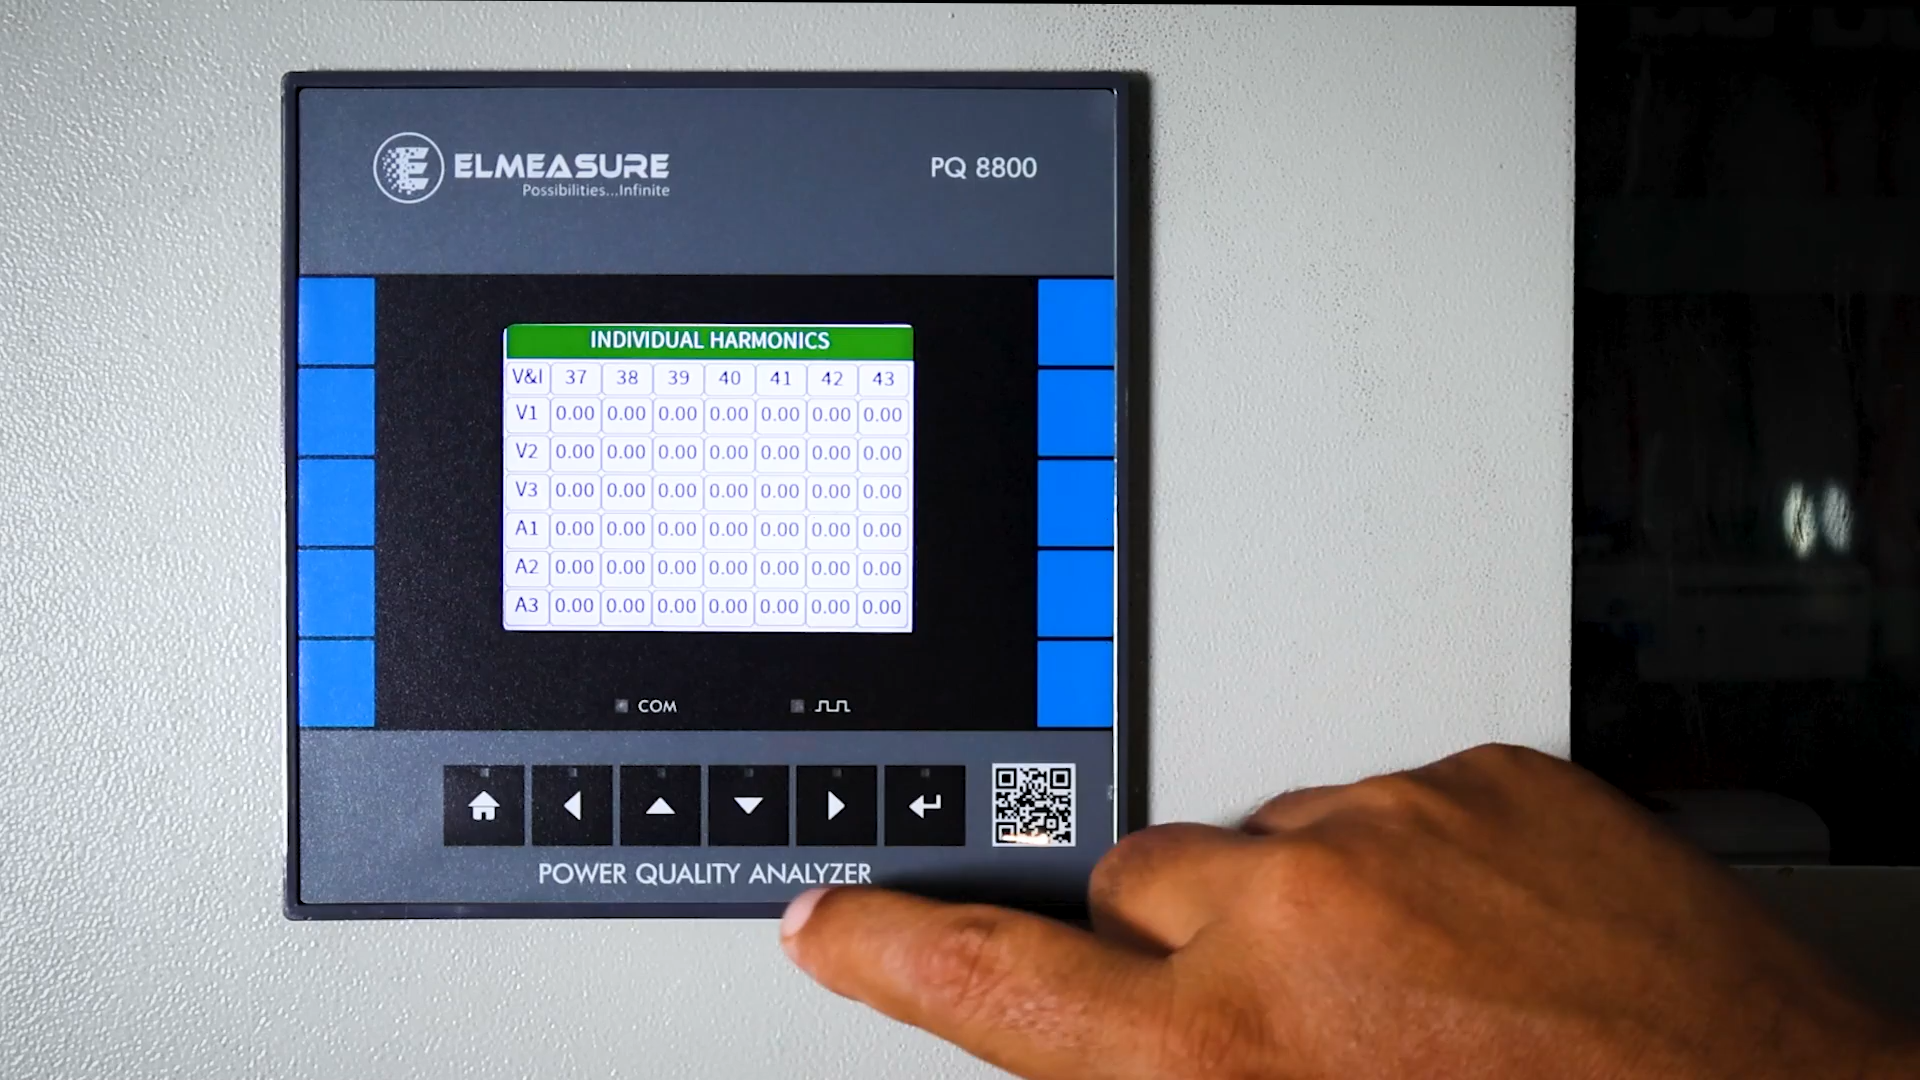 ELMEASURE
Possibilities...Infinite
PQ 8800
INDIVIDUAL HARMONICS
V&I 37 38 39 40 41 42 43
V1 0.00 0.00 0.00 0.00 0.00 0.00 0.00
V2 0.00 0.00 0.00 0.00 0.00 0.00 0.00
V3 0.00 0.00 0.00 0.00 0.00 0.00 0.00
A1 0.00 0.00 0.00 0.00 0.00 0.00 0.00
A2 0.00 0.00 0.00 0.00 0.00 0.00 0.00
A3 0.00 0.00 0.00 0.00 0.00 0.00 0.00
COM
POWER QUALITY ANALYZER